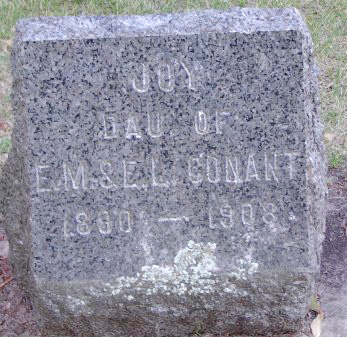 JOY
DAU. OF
E.M. & E.L. CONANT
1890 — 1908.